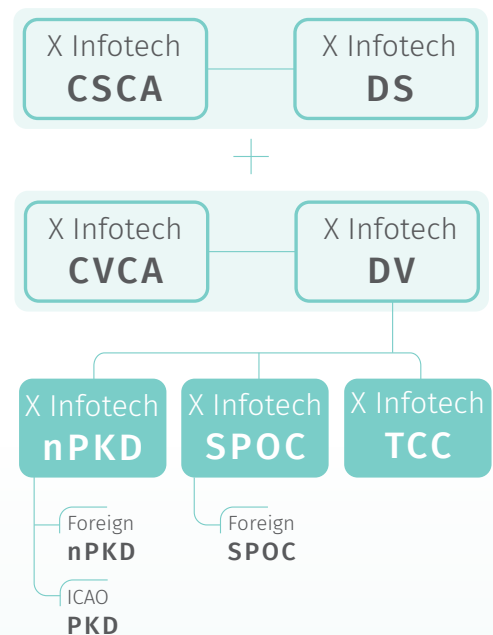 X Infotech
CSCA
X Infotech
DS
X Infotech
CVCA
X Infotech
DV
X Infotech
nPKD
X Infotech
SPOC
X Infotech
TCC
Foreign
nPKD
Foreign
SPOC
ICAO
PKD